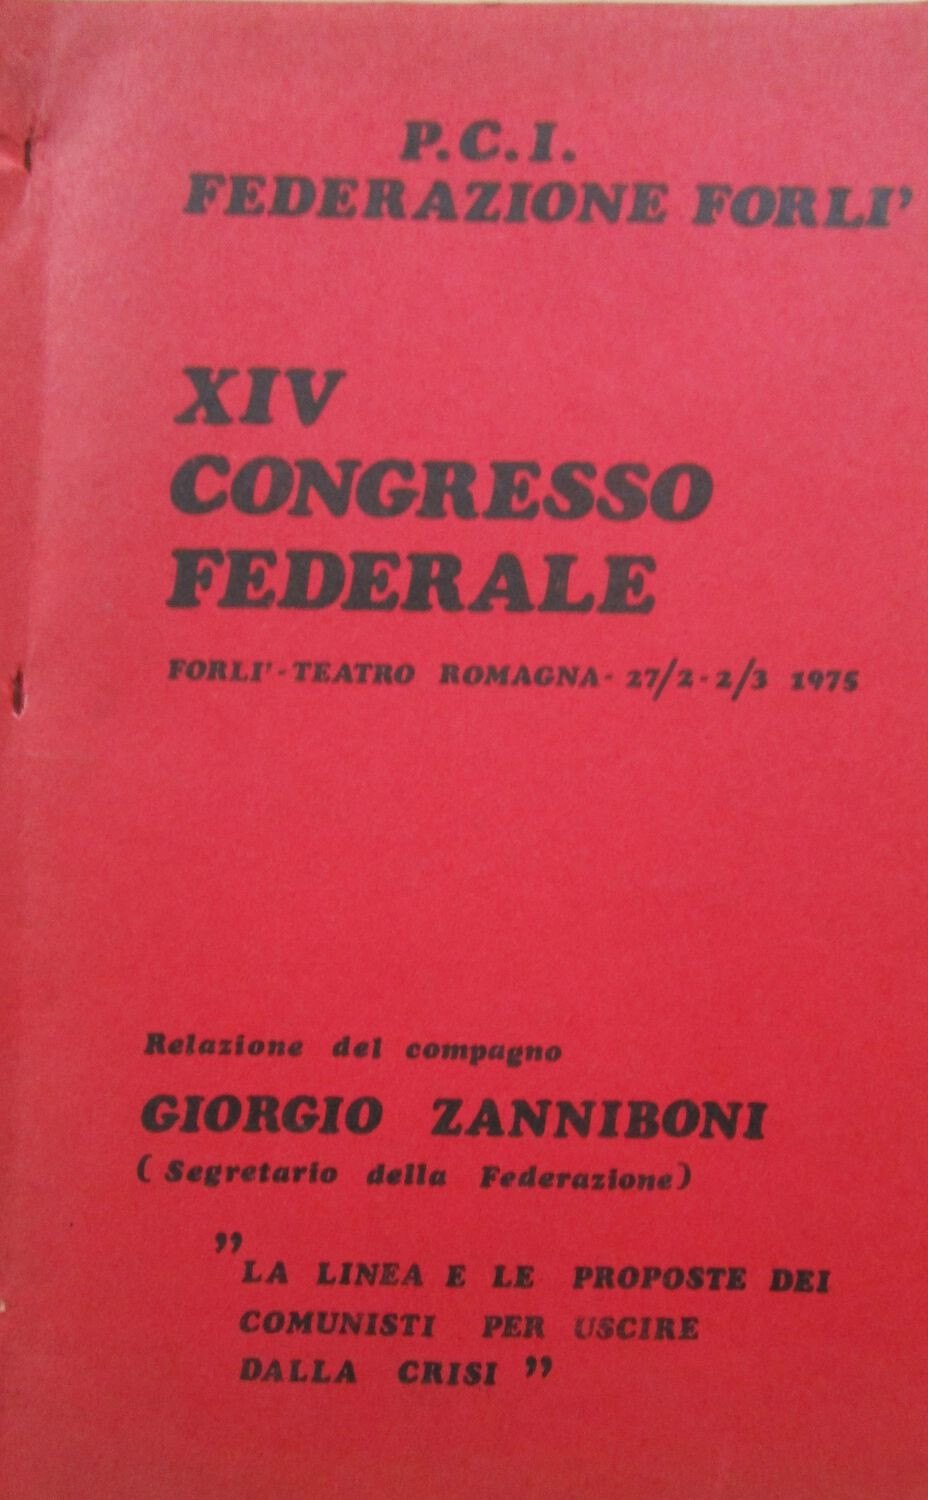 P.C.I.
FEDERAZIONE FORLI'
XIV
CONGRESSO
FEDERALE
FORLI'-TEATRO ROMAGNA- 27/2-2/3 1975
Relazione del compagno
GIORGIO ZANNIBONI
( Segretario della Federazione)
"LA LINEA E LE PROPOSTE DEI
COMUNISTI PER USCIRE
DALLA CRISI"